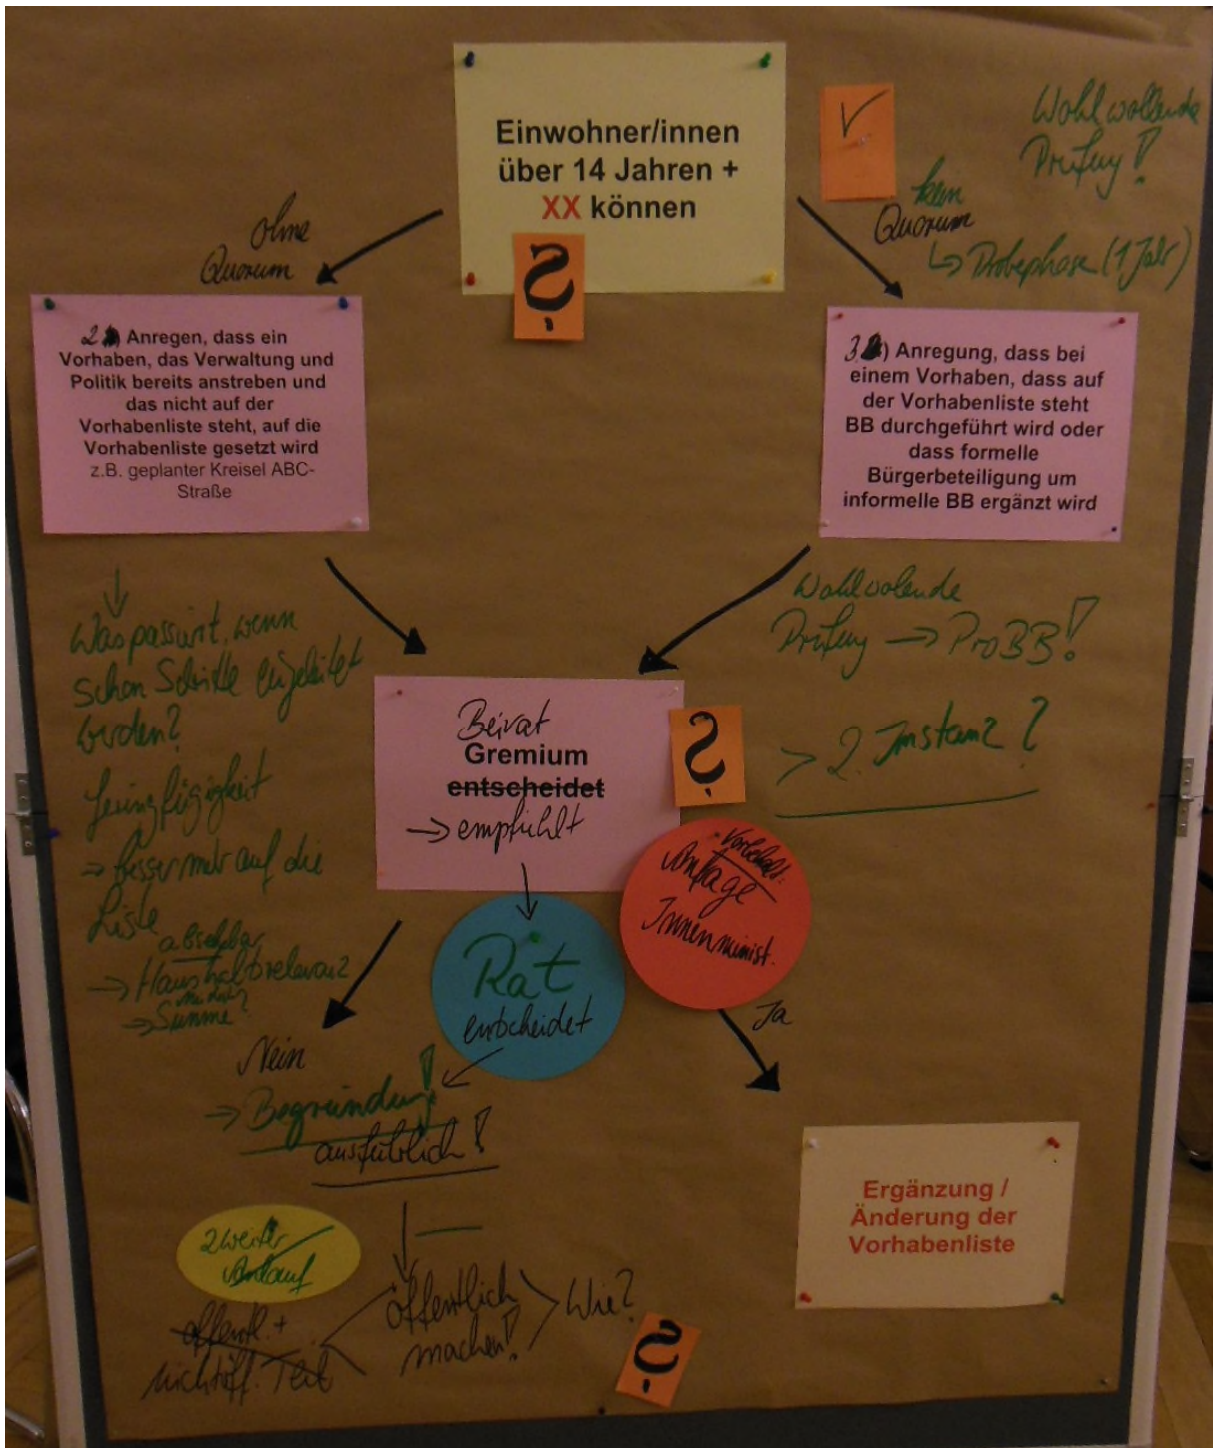 Einwohner/innen
über 14 Jahren +
XX können
?
Wohlwollende
Prüfung!
kein
Quorum
↳ Probephase (1 Jahr)
ohne
Quorum
2 ) Anregen, dass ein
Vorhaben, das Verwaltung und
Politik bereits anstreben und
das nicht auf der
Vorhabenliste steht, auf die
Vorhabenliste gesetzt wird
z.B. geplanter Kreisel ABC-
Straße
3. ) Anregung, dass bei
einem Vorhaben, dass auf
der Vorhabenliste steht
BB durchgeführt wird oder
dass formelle
Bürgerbeteiligung um
informelle BB ergänzt wird
Was passiert, wenn
schon Schritte eingeleitet
wurden?
Geringfügigkeit
→ besser mehr auf die
Liste
absehbar
→ Haushaltsrelevanz
→ Summe?
Wohlwolende
Prüfung → Pro BB!
> 2. Instanz?
Beirat
Gremium
entscheidet
→ empfiehlt
?
Vorbehalt:
Anfrage
Innenminist.
Rat
entscheidet
Ja
Nein
→ Begründung!
ausführlich!
Ergänzung /
Änderung der
Vorhabenliste
zweiter
Anlauf
öffentl. +
nichtöff. Teil
öffentlich
machen! > Wie?
?